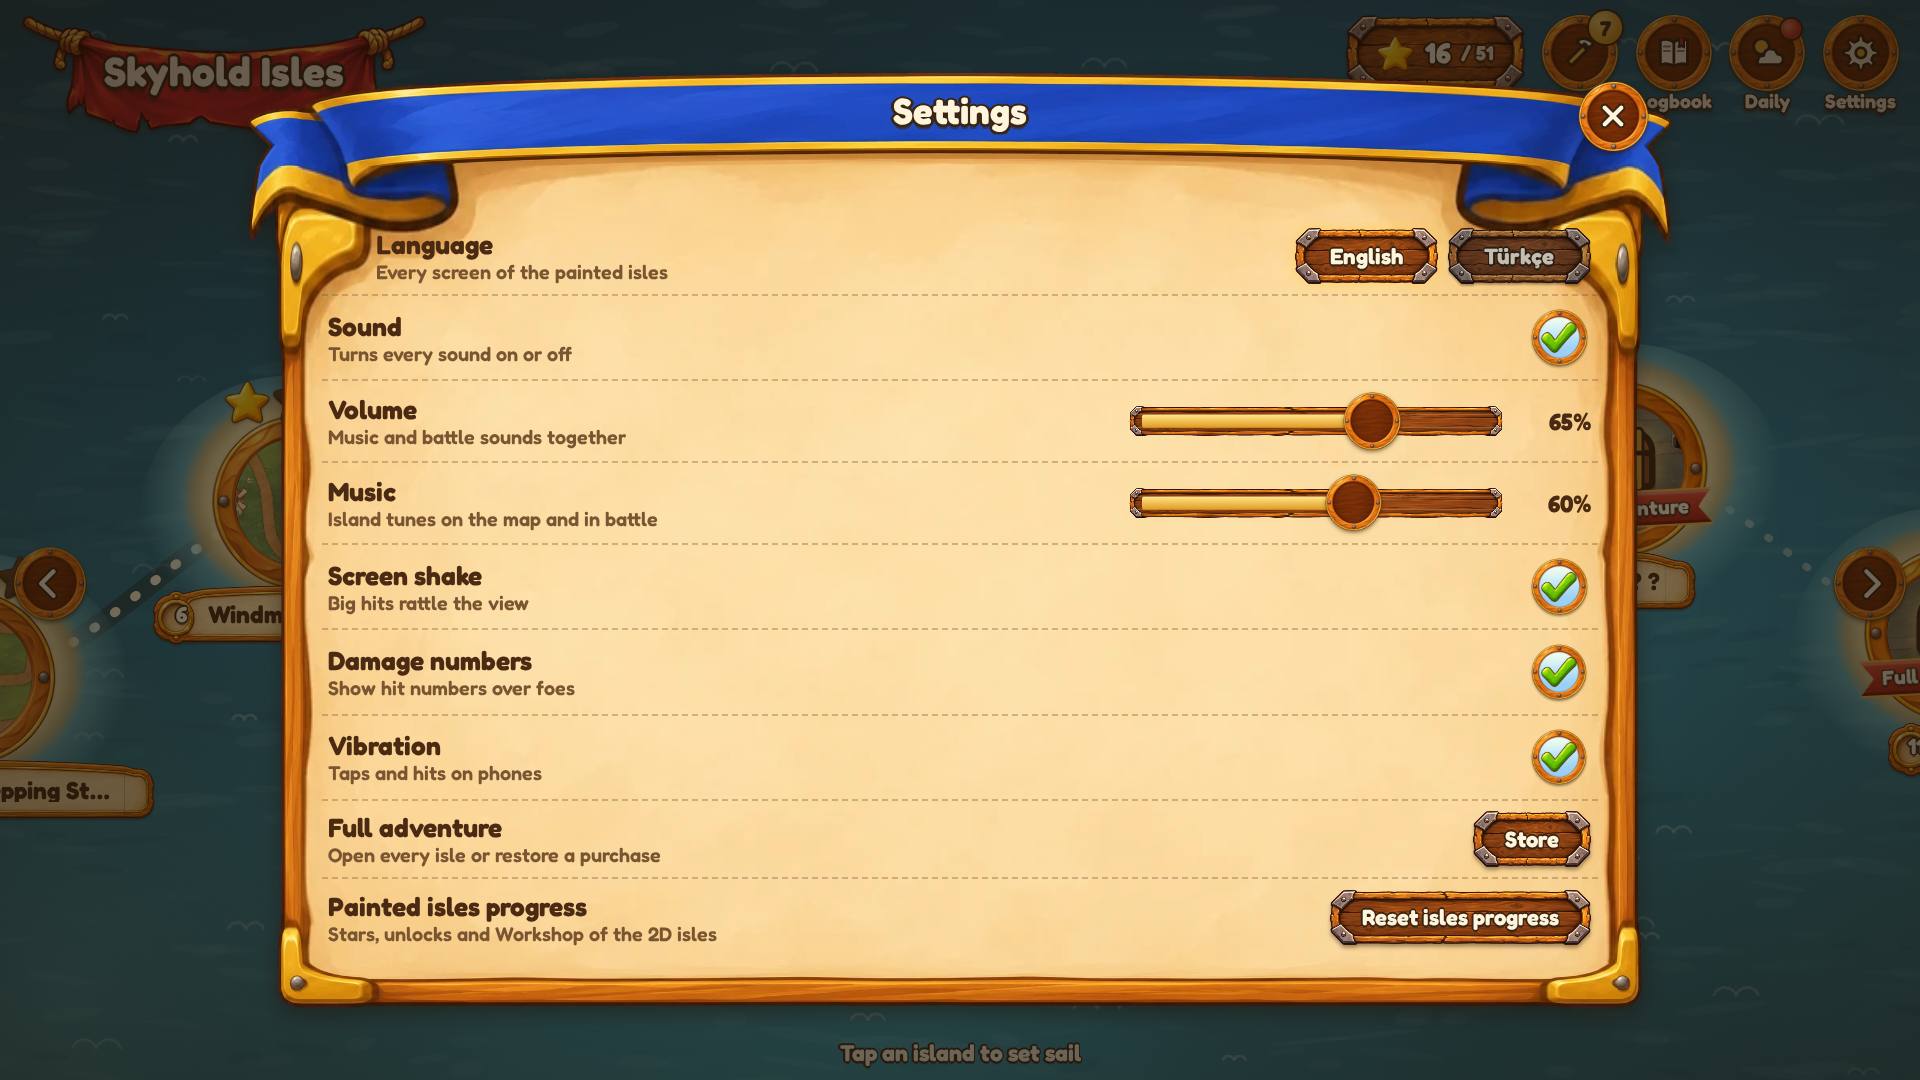 Skyhold Isles
16 / 51
7
ogbook
Daily
Settings
Settings
Language
Every screen of the painted isles
English
Türkçe
Sound
Turns every sound on or off
Volume
Music and battle sounds together
65%
Music
Island tunes on the map and in battle
60%
Screen shake
Big hits rattle the view
Damage numbers
Show hit numbers over foes
Vibration
Taps and hits on phones
Full adventure
Open every isle or restore a purchase
Store
Painted isles progress
Stars, unlocks and Workshop of the 2D isles
Reset isles progress
6 Windm
pping St...
nture
?
Full
Tap an island to set sail